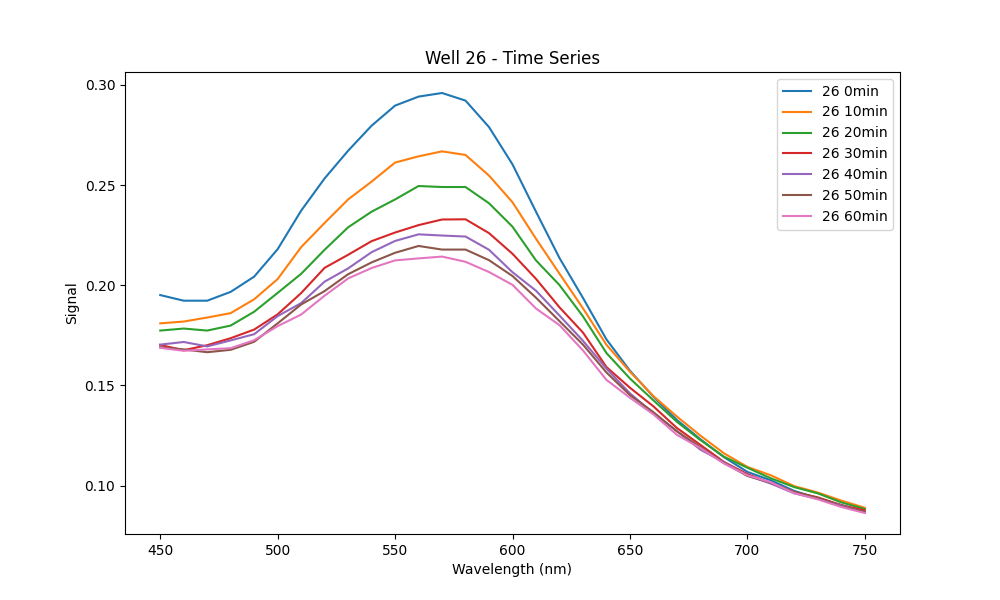 Well 26 - Time Series
26 0min
26 10min
26 20min
26 30min
26 40min
26 50min
26 60min
Signal
0.30
0.25
0.20
0.15
0.10
450 500 550 600 650 700 750
Wavelength (nm)